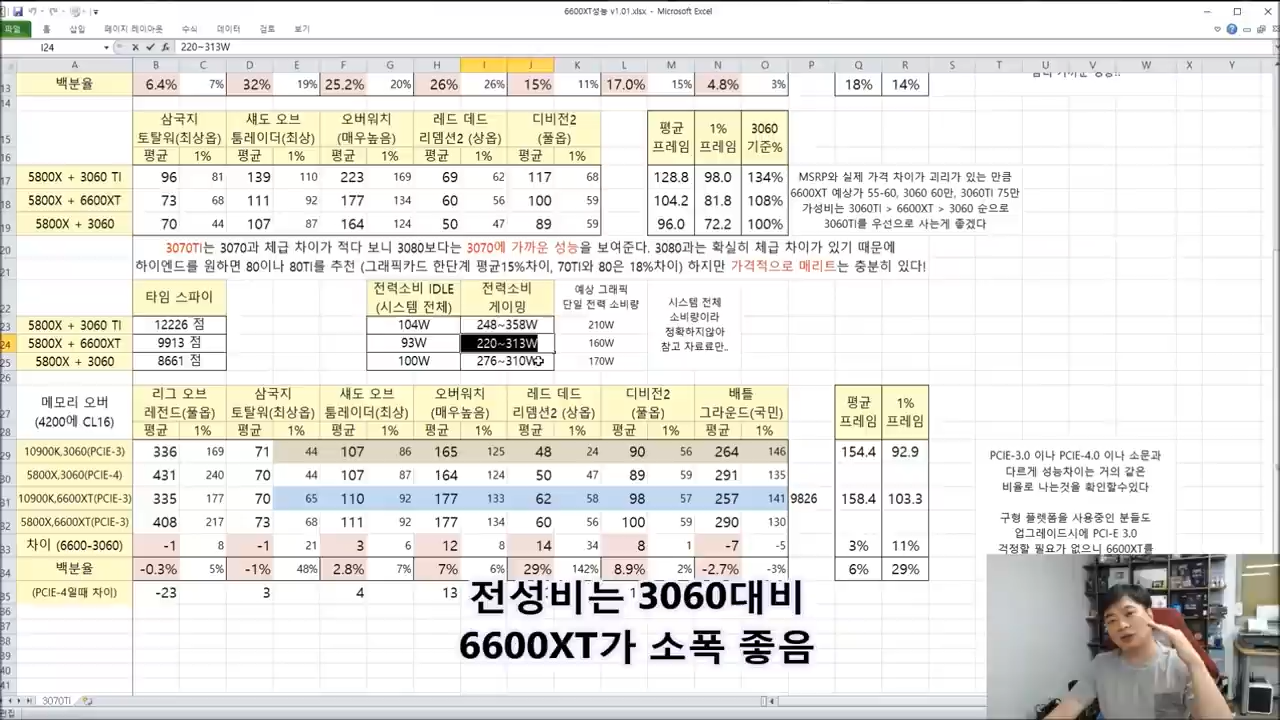 6600XT성능 v1.01.xlsx - Microsoft Excel
파일 홈 삽입 페이지 레이아웃 수식 데이터 검토 보기
I24 220~313W
A B C D E F G H I J K L M N O P Q R S T U V W X Y
13 백분율 6.4% 7% 32% 19% 25.2% 20% 26% 26% 15% 11% 17.0% 15% 4.8% 3% 18% 14%
14
삼국지 섀도 오브 오버워치 레드 데드 디비전2 평균 1% 3060
15 토탈워(최상옵) 툼레이더(최상) (매우높음) 리뎀션2 (상옵) (풀옵) 프레임 프레임 기준%
16 평균 1% 평균 1% 평균 1% 평균 1% 평균 1%
17 5800X + 3060 TI 96 81 139 110 223 169 69 62 117 68 128.8 98.0 134% MSRP와 실제 가격 차이가 괴리가 있는 만큼
18 5800X + 6600XT 73 68 111 92 177 134 60 56 100 59 104.2 81.8 108% 6600XT 예상가 55-60, 3060 60만, 3060TI 75만
가성비는 3060TI > 6600XT > 3060 순으로
19 5800X + 3060 70 44 107 87 164 124 50 47 89 59 96.0 72.2 100% 3060TI를 우선으로 사는게 좋겠다
20 3070TI는 3070과 체급 차이가 적다 보니 3080보다는 3070에 가까운 성능을 보여준다. 3080과는 확실히 체급 차이가 있기 때문에
21 하이엔드를 원하면 80이나 80TI를 추천 (그래픽카드 한단계 평균15%차이, 70TI와 80은 18%차이) 하지만 가격적으로 메리트는 충분히 있다!
22 타임 스파이 전력소비 IDLE (시스템 전체) 전력소비 게이밍 예상 그래픽 단일 전력 소비량 시스템 전체
23 5800X + 3060 TI 12226 점 104W 248~358W 210W 소비량이라
24 5800X + 6600XT 9913 점 93W 220~313W 160W 정확하지않아
25 5800X + 3060 8661 점 100W 276~310W 170W 참고 자료료만..
26
메모리 오버 리그 오브 삼국지 섀도 오브 오버워치 레드 데드 디비전2 배틀 평균 1%
27 (4200에 CL16) 레전드(풀옵) 토탈워(최상옵) 툼레이더(최상) (매우높음) 리뎀션2 (상옵) (풀옵) 그라운드(국민) 프레임 프레임
28 평균 1% 평균 1% 평균 1% 평균 1% 평균 1% 평균 1% 평균 1%
29 10900K,3060(PCIE-3) 336 169 71 44 107 86 165 125 48 24 90 56 264 146 154.4 92.9 PCIE-3.0 이나 PCIE-4.0 이나 소문과
30 5800X,3060(PCIE-4) 431 240 70 44 107 87 164 124 50 47 89 59 291 135 다르게 성능차이는 거의 같은
비율로 나는것을 확인할수있다
31 10900K,6600XT(PCIE-3) 335 177 70 65 110 92 177 133 62 58 98 57 257 141 9826 158.4 103.3
32 5800X,6600XT(PCIE-3) 408 217 73 68 111 92 177 134 60 56 100 59 290 130 구형 플렛폼을 사용중인 분들도
업그레이드시에 PCI-E 3.0
33 차이 (6600-3060) -1 8 -1 21 3 6 12 8 14 34 8 1 -7 -5 3% 11% 걱정할 필요가 없으니 6600XT를
34 백분율 -0.3% 5% -1% 48% 2.8% 7% 7% 6% 29% 142% 8.9% 2% -2.7% -3% 6% 29%
35 (PCIE-4일때 차이) -23 3 4 13
36
37
38
39
40
41
전성비는 3060대비
6600XT가 소폭 좋음
3070TI
편집